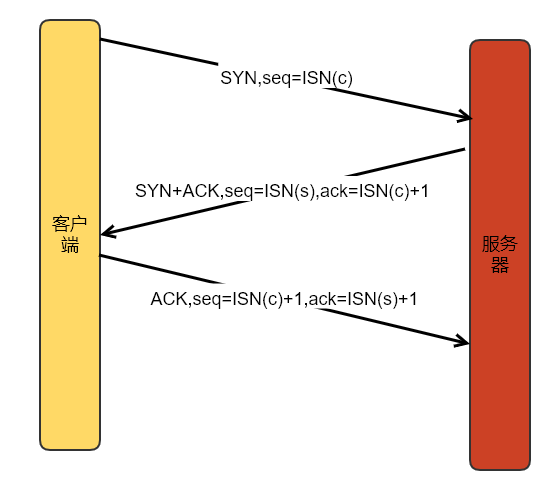 SYN,seq=ISN(c)
SYN+ACK,seq=ISN(s),ack=ISN(c)+1
客户
端
服务
器
ACK,seq=ISN(c)+1,ack=ISN(s)+1